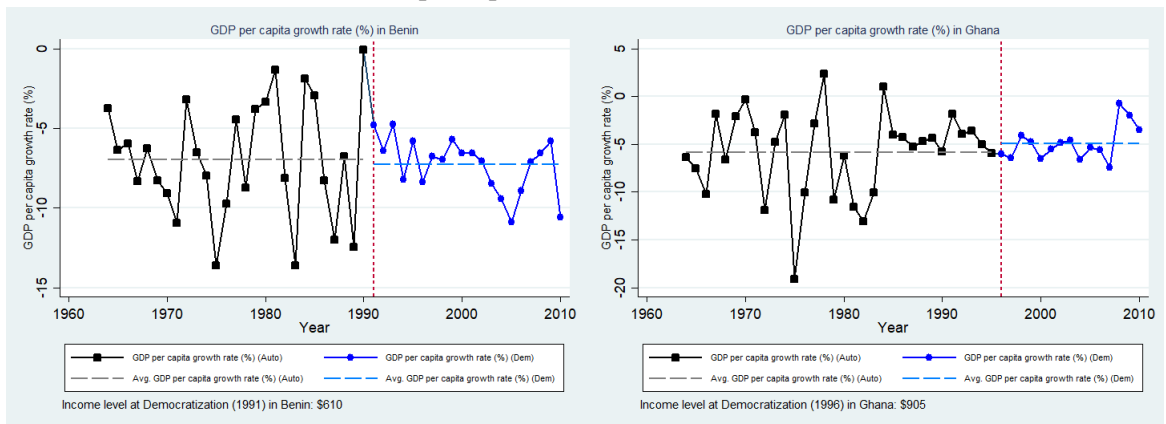 GDP per capita growth rate (%) in Benin
GDP per capita growth rate (%)
0
-5
-10
-15
1960 1970 1980 1990 2000 2010
Year
GDP per capita growth rate (%) (Auto) GDP per capita growth rate (%) (Dem)
Avg. GDP per capita growth rate (%) (Auto) Avg. GDP per capita growth rate (%) (Dem)
Income level at Democratization (1991) in Benin: $610
GDP per capita growth rate (%) in Ghana
GDP per capita growth rate (%)
5
0
-5
-10
-15
-20
1960 1970 1980 1990 2000 2010
Year
GDP per capita growth rate (%) (Auto) GDP per capita growth rate (%) (Dem)
Avg. GDP per capita growth rate (%) (Auto) Avg. GDP per capita growth rate (%) (Dem)
Income level at Democratization (1996) in Ghana: $905